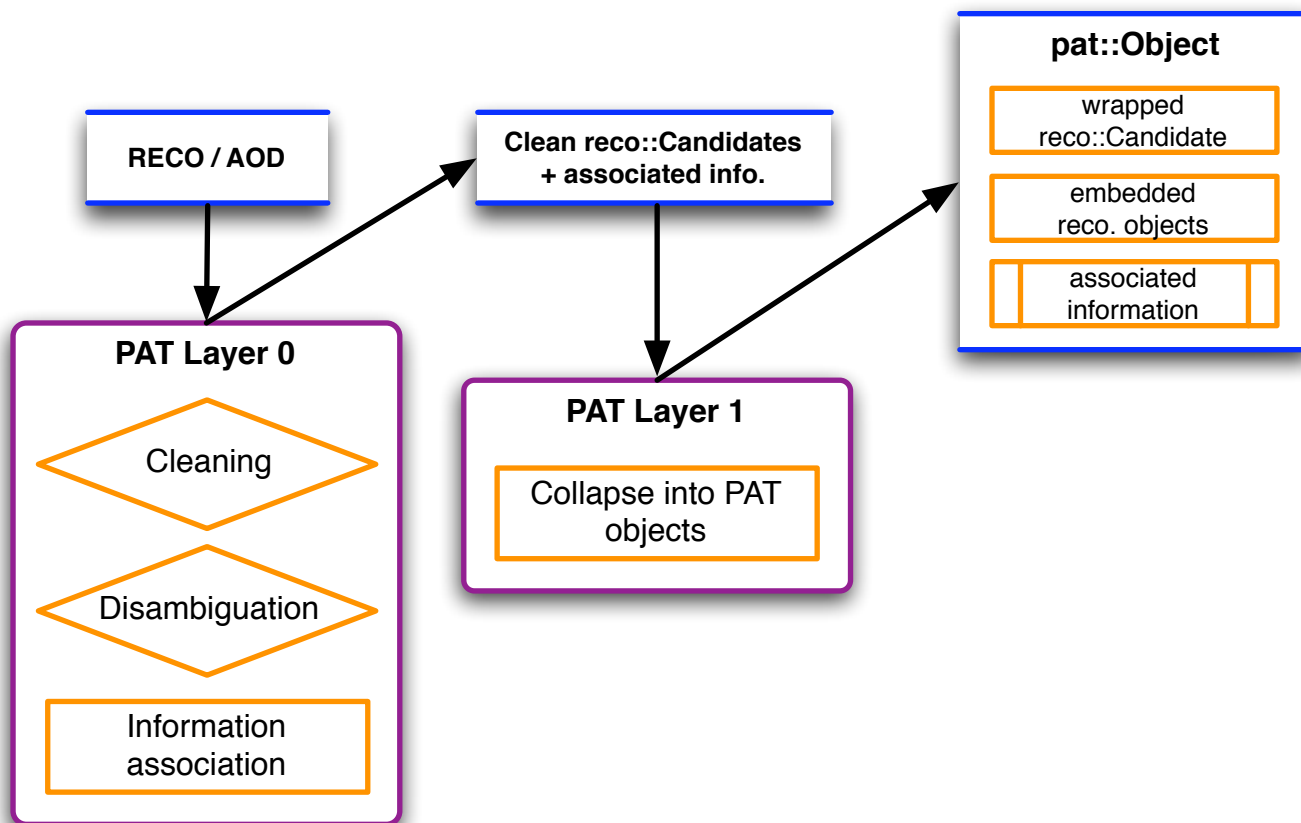 RECO / AOD
PAT Layer 0
Cleaning
Disambiguation
Information
association
Clean reco::Candidates
+ associated info.
PAT Layer 1
Collapse into PAT
objects
pat::Object
wrapped
reco::Candidate
embedded
reco. objects
associated
information